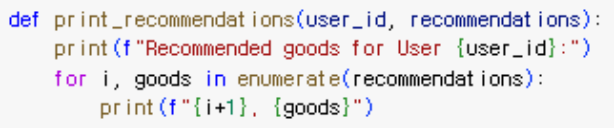 def print_recommendations(user_id, recommendations):
    print(f"Recommended goods for User {user_id}:")
    for i, goods in enumerate(recommendations):
        print(f"{i+1}. {goods}")